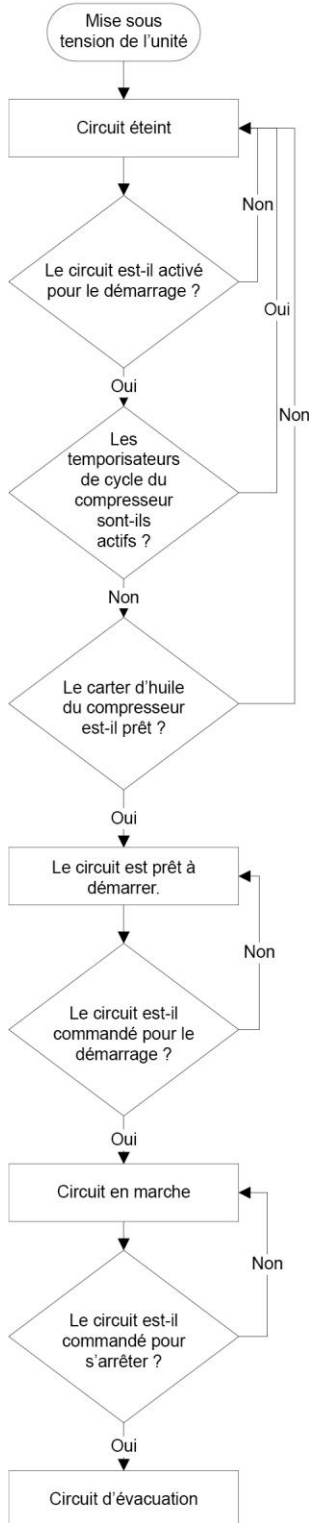 Mise sous
tension de l’unité
Circuit éteint
Non
Le circuit est-il activé
pour le démarrage ?
Oui
Oui
Non
Les
temporisateurs
de cycle du
compresseur
sont-ils
actifs ?
Non
Le carter d’huile
du compresseur
est-il prêt ?
Oui
Le circuit est prêt à
démarrer.
Non
Le circuit est-il
commandé pour le
démarrage ?
Oui
Circuit en marche
Non
Le circuit est-il
commandé pour
s’arrêter ?
Oui
Circuit d’évacuation